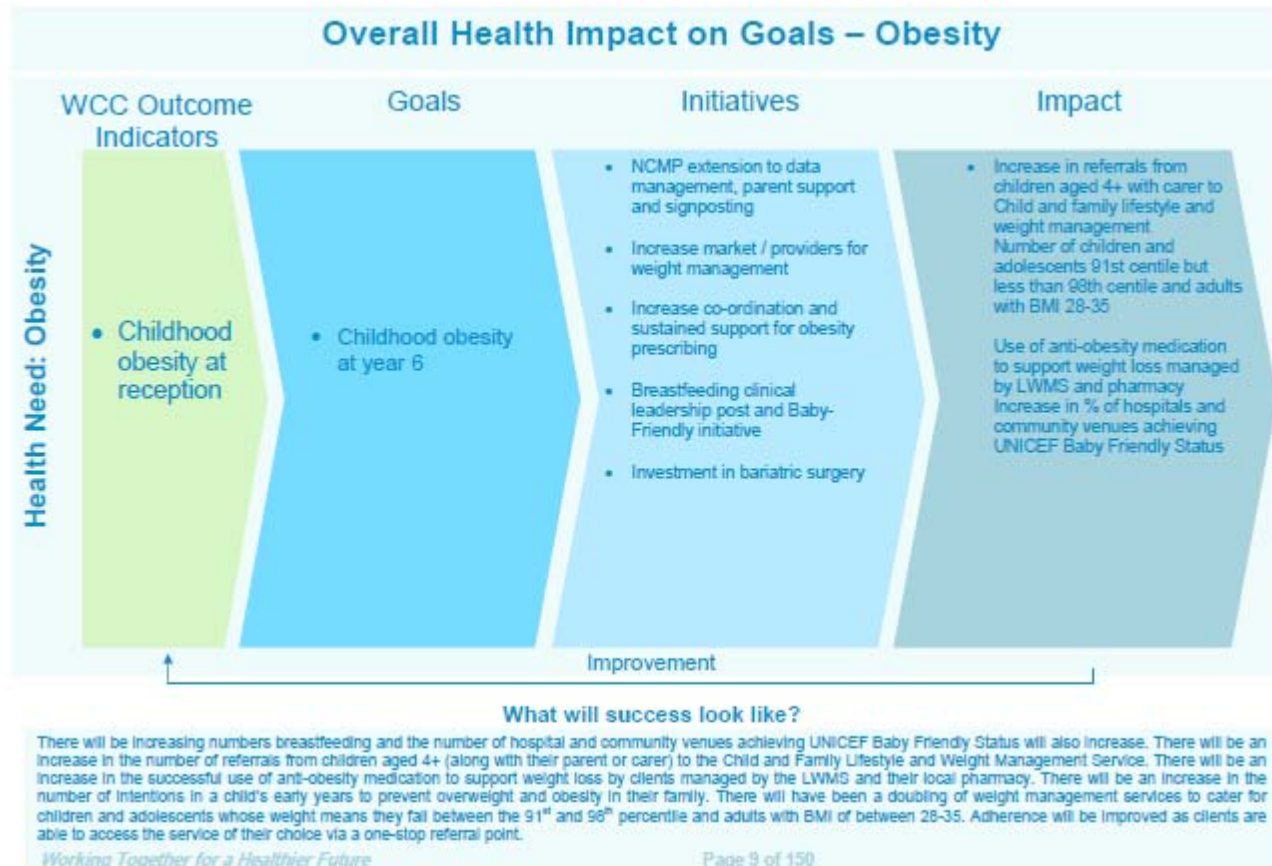 Overall Health Impact on Goals – Obesity
WCC Outcome
Indicators
Goals
Initiatives
Impact
Health Need: Obesity
• Childhood
obesity at
reception
• Childhood obesity
at year 6
• NCMP extension to data
management, parent support
and signposting
• Increase market / providers for
weight management
• Increase co-ordination and
sustained support for obesity
prescribing
• Breastfeeding clinical
leadership post and Baby-
Friendly initiative
• Investment in bariatric surgery
• Increase in referrals from
children aged 4+ with carer to
Child and family lifestyle and
weight management
Number of children and
adolescents 91st centile but
less than 98th centile and adults
with BMI 28-35
Use of anti-obesity medication
to support weight loss managed
by LWMS and pharmacy
Increase in % of hospitals and
community venues achieving
UNICEF Baby Friendly Status
Improvement
What will success look like?
There will be increasing numbers breastfeeding and the number of hospital and community venues achieving UNICEF Baby Friendly Status will also increase. There will be an
increase in the number of referrals from children aged 4+ (along with their parent or carer) to the Child and Family Lifestyle and Weight Management Service. There will be an
increase in the successful use of anti-obesity medication to support weight loss by clients managed by the LWMS and their local pharmacy. There will be an increase in the
number of intentions in a child's early years to prevent overweight and obesity in their family. There will have been a doubling of weight management services to cater for
children and adolescents whose weight means they fall between the 91st and 98th percentile and adults with BMI of between 28-35. Adherence will be improved as clients are
able to access the service of their choice via a one-stop referral point.
Working Together for a Healthier Future
Page 9 of 150